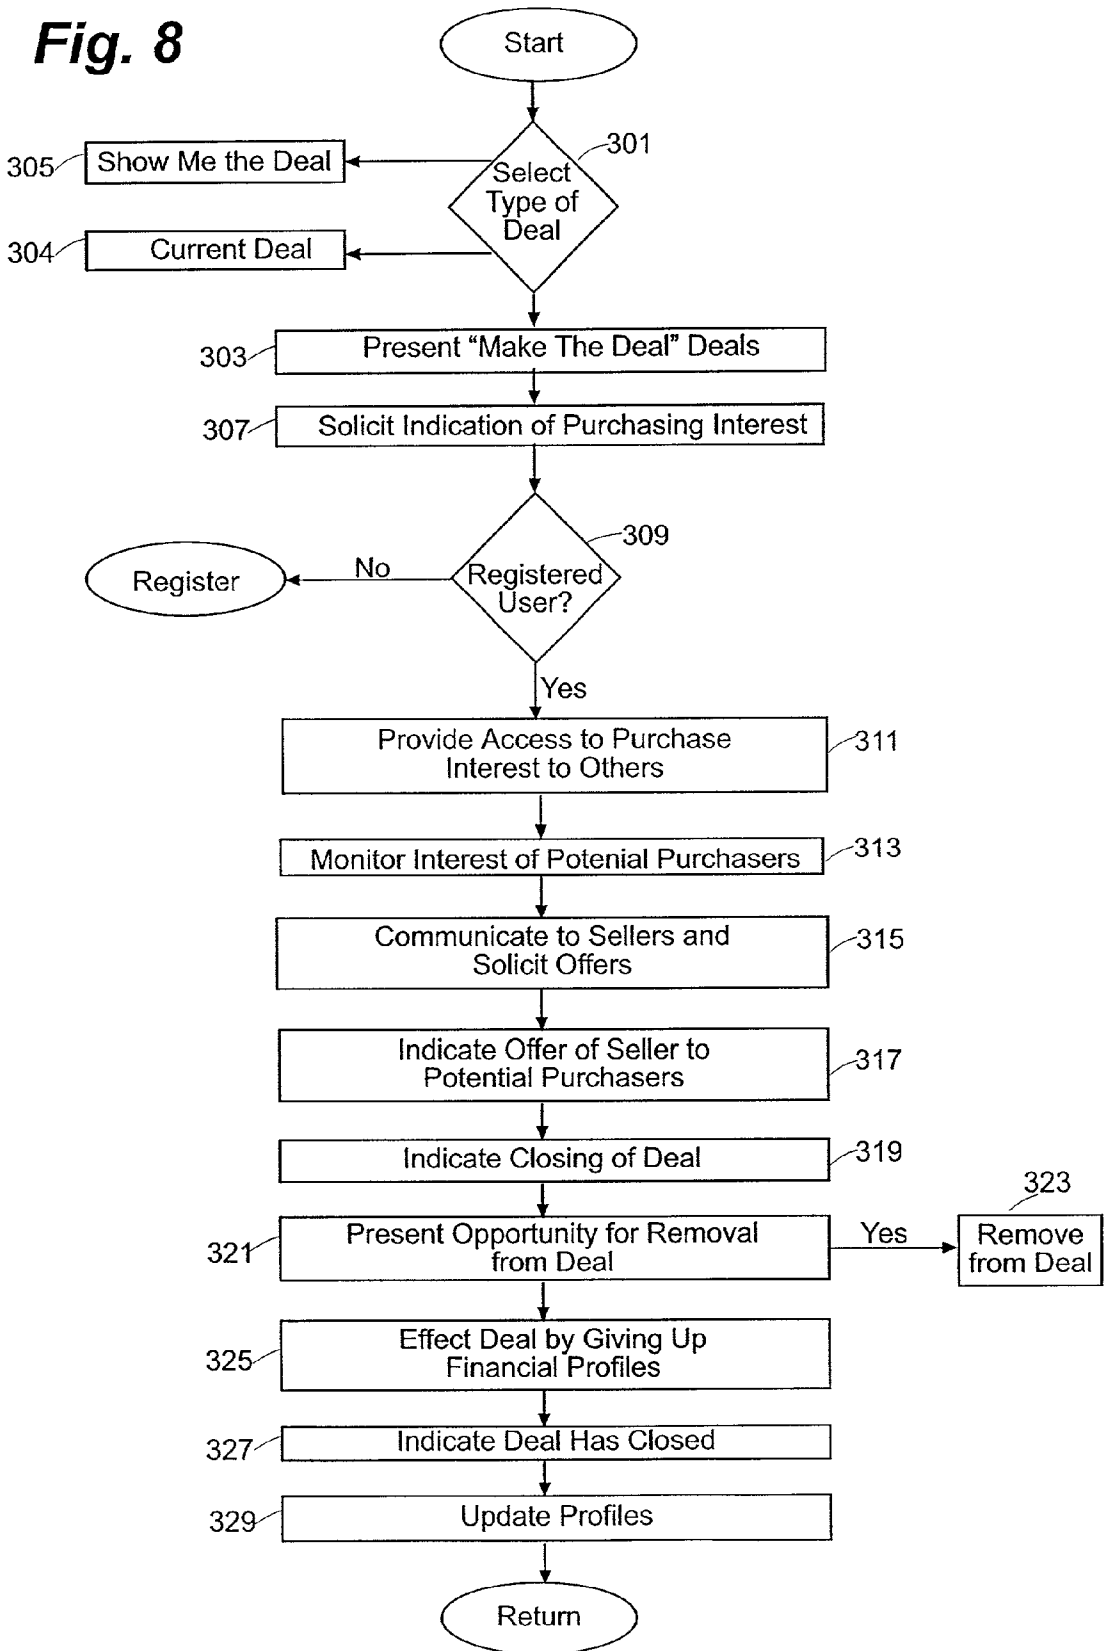 Fig. 8
Start
301
Select
Type of
Deal
305
Show Me the Deal
304
Current Deal
303
Present “Make The Deal” Deals
307
Solicit Indication of Purchasing Interest
309
Registered
User?
No
Register
Yes
Provide Access to Purchase
Interest to Others
311
Monitor Interest of Potenial Purchasers
313
Communicate to Sellers and
Solicit Offers
315
Indicate Offer of Seller to
Potential Purchasers
317
Indicate Closing of Deal
319
321
Present Opportunity for Removal
from Deal
Yes
323
Remove
from Deal
325
Effect Deal by Giving Up
Financial Profiles
327
Indicate Deal Has Closed
329
Update Profiles
Return